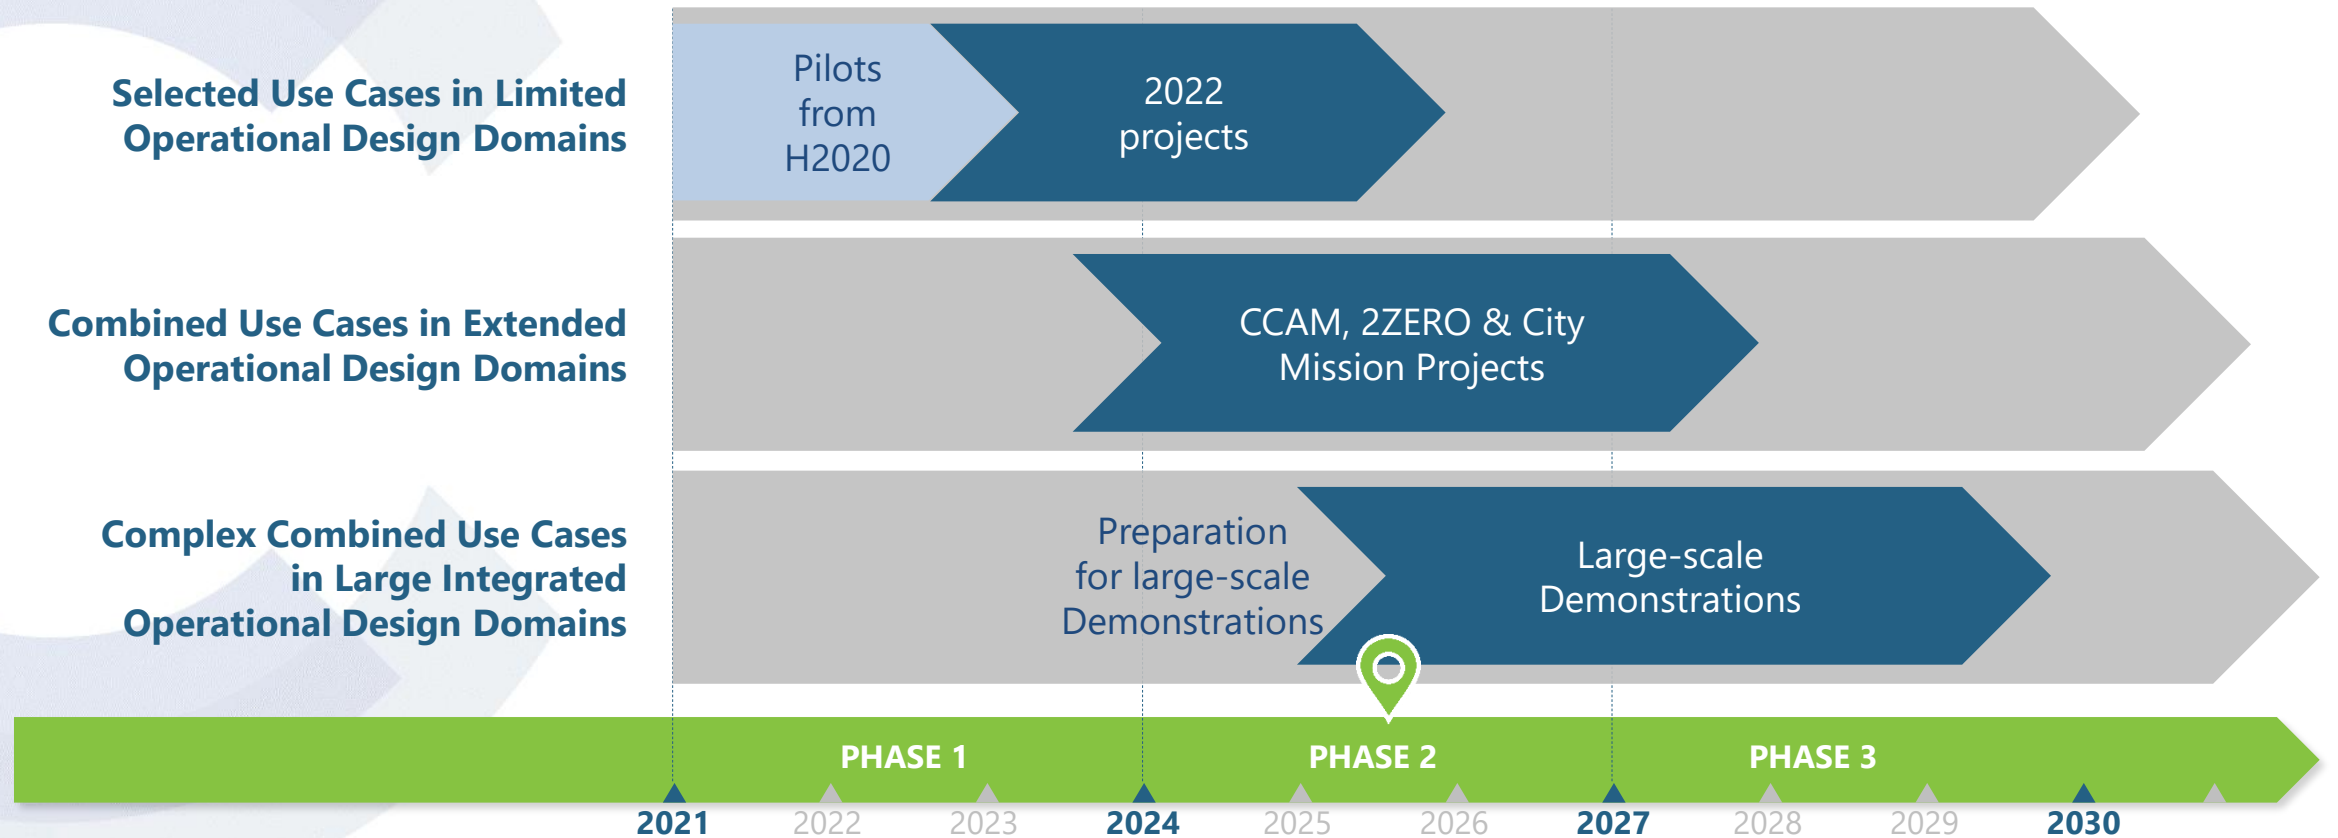 Selected Use Cases in Limited
Operational Design Domains
Pilots
from
H2020
2022
projects
Combined Use Cases in Extended
Operational Design Domains
CCAM, 2ZERO & City
Mission Projects
Complex Combined Use Cases
in Large Integrated
Operational Design Domains
Preparation
for large-scale
Demonstrations
Large-scale
Demonstrations
PHASE 1
PHASE 2
PHASE 3
2021
2022
2023
2024
2025
2026
2027
2028
2029
2030